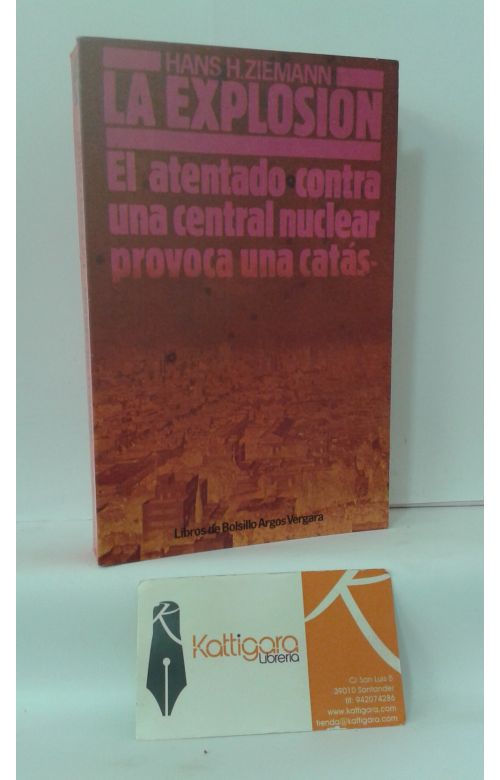 HANS H. ZIEMANN
LA EXPLOSION
El atentado contra
una central nuclear
provoca una catás-
Libros de Bolsillo Argos Vergara
Kattigara
Librería
C/ San Luis 8
39010 Santander
tlf: 942074286
www.kattigara.com
tienda@kattigara.com